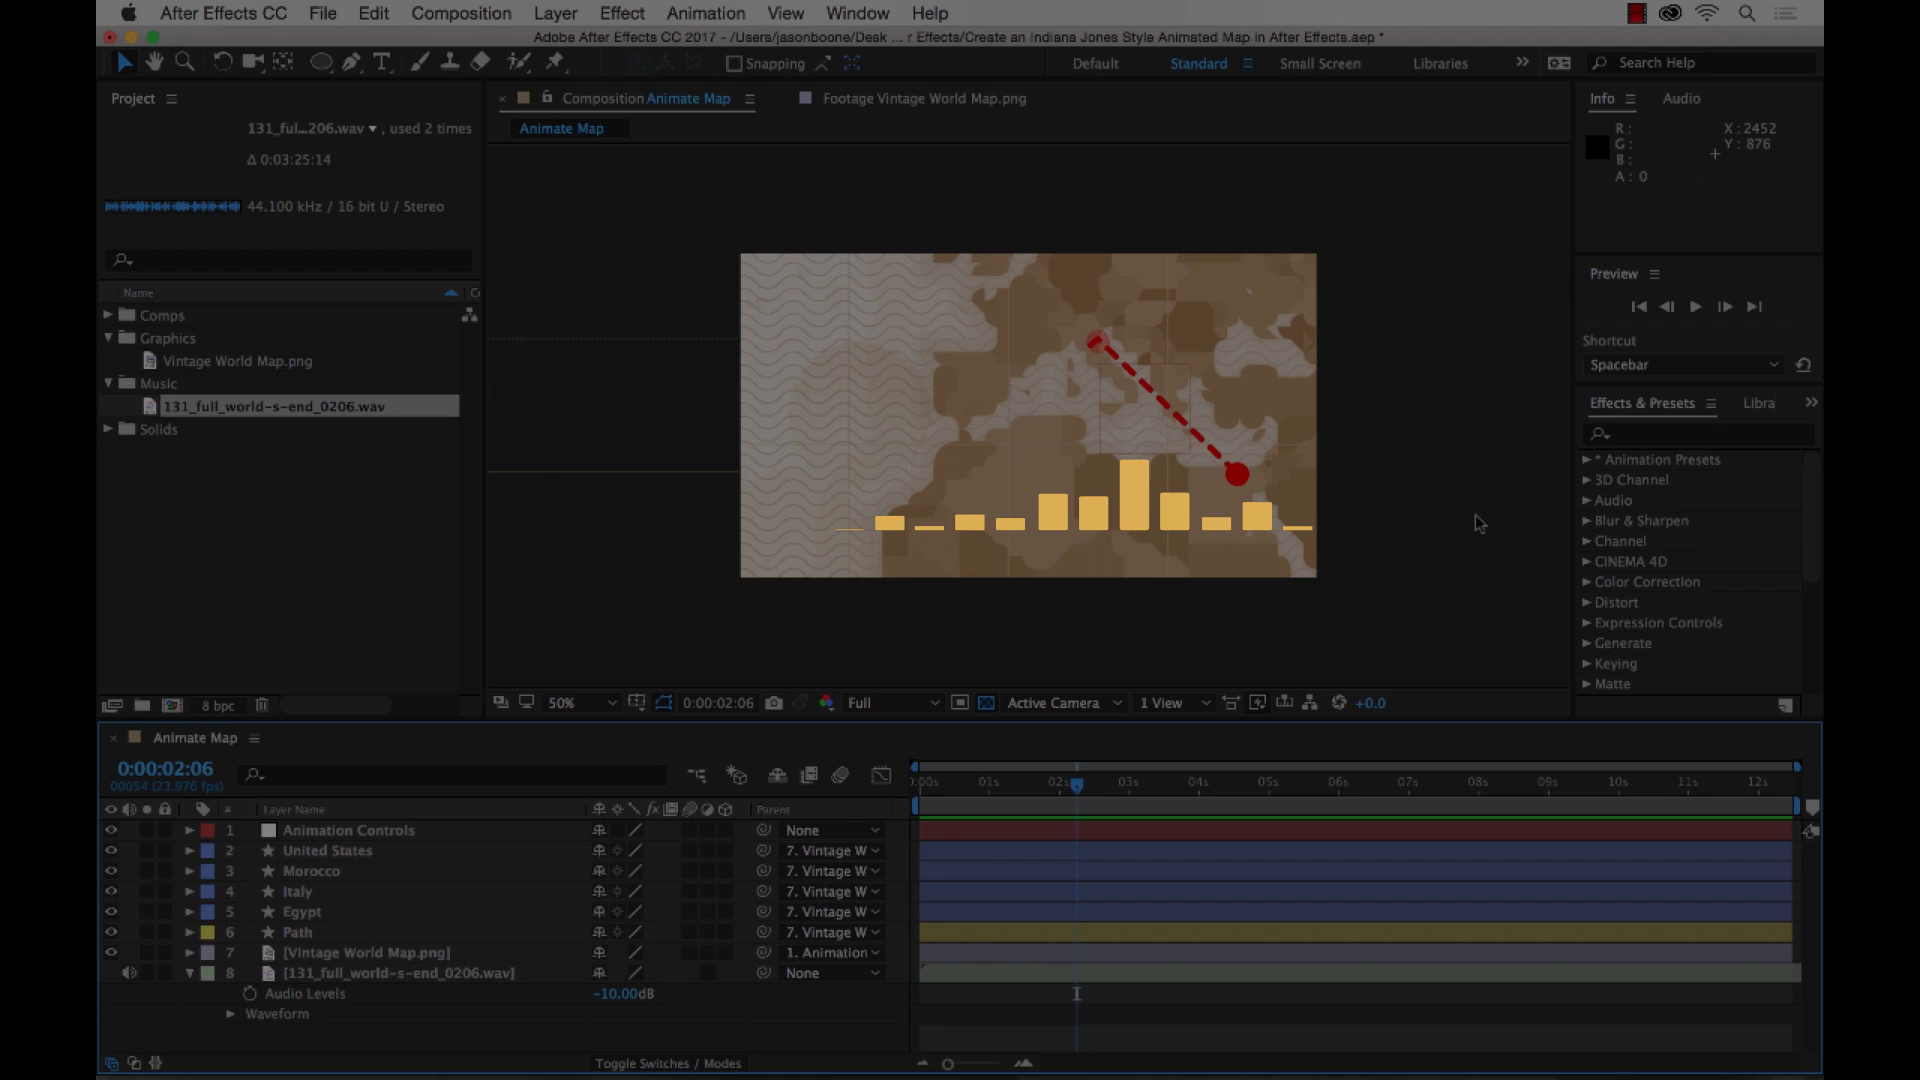 After Effects CC File Edit Composition Layer Effect Animation View Window Help
Adobe After Effects CC 2017 - /Users/jasonboone/Desk ... r Effects/Create an Indiana Jones Style Animated Map in After Effects.aep *
Snapping Default Standard Small Screen Libraries Search Help
Project
131_ful...206.wav , used 2 times
Δ 0:03:25:14
44.100 kHz / 16 bit U / Stereo
Name
Comps
Graphics
Vintage World Map.png
Music
131_full_world-s-end_0206.wav
Solids
8 bpc
Composition Animate Map Footage Vintage World Map.png
Animate Map
50% 0:00:02:06 Full Active Camera 1 View +0.0
Info Audio
R : X : 2452
G : Y : 876
B :
A : 0
Preview
Shortcut
Spacebar
Effects & Presets Libra
* Animation Presets
3D Channel
Audio
Blur & Sharpen
Channel
CINEMA 4D
Color Correction
Distort
Expression Controls
Generate
Keying
Matte
Animate Map
0:00:02:06
00054 (23.976 fps)
:00s 01s 02s 03s 04s 05s 06s 07s 08s 09s 10s 11s 12s
# Layer Name Parent
1 Animation Controls None
2 United States 7. Vintage W
3 Morocco 7. Vintage W
4 Italy 7. Vintage W
5 Egypt 7. Vintage W
6 Path 7. Vintage W
7 [Vintage World Map.png] 1. Animation
8 [131_full_world-s-end_0206.wav] None
Audio Levels -10.00dB
Waveform
Toggle Switches / Modes